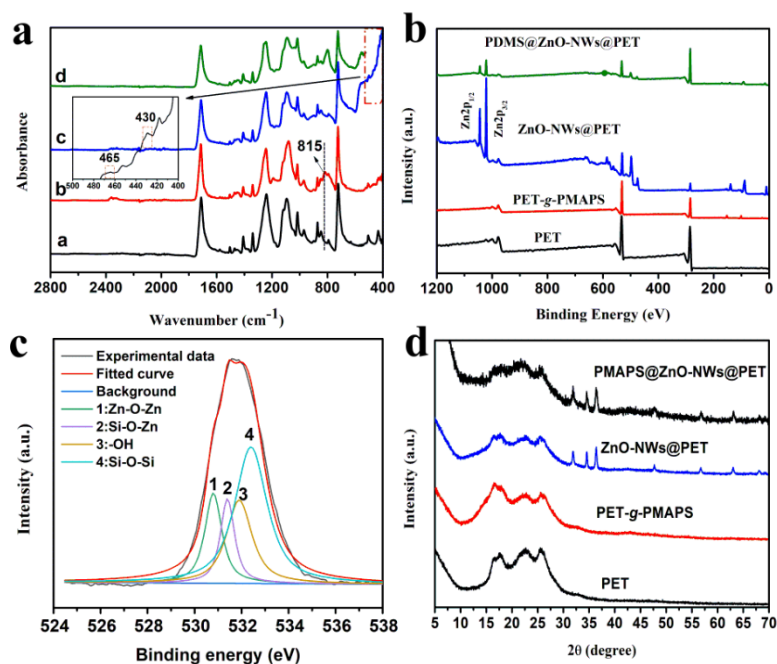 a
d
c
b
a
430
465
500 480 460 440 420 400
815
2800 2400 2000 1600 1200 800 400
Wavenumber (cm⁻¹)
Absorbance
b
PDMS@ZnO-NWs@PET
Zn2p1/2
Zn2p3/2
ZnO-NWs@PET
PET-g-PMAPS
PET
1200 1000 800 600 400 200 0
Binding Energy (eV)
Intensity (a.u.)
c
Experimental data
Fitted curve
Background
1:Zn-O-Zn
2:Si-O-Zn
3:-OH
4:Si-O-Si
1
2
3
4
524 526 528 530 532 534 536 538
Binding energy (eV)
Intensity (a.u.)
d
PMAPS@ZnO-NWs@PET
ZnO-NWs@PET
PET-g-PMAPS
PET
5 10 15 20 25 30 35 40 45 50 55 60 65 70
2θ (degree)
Intensity (a.u.)